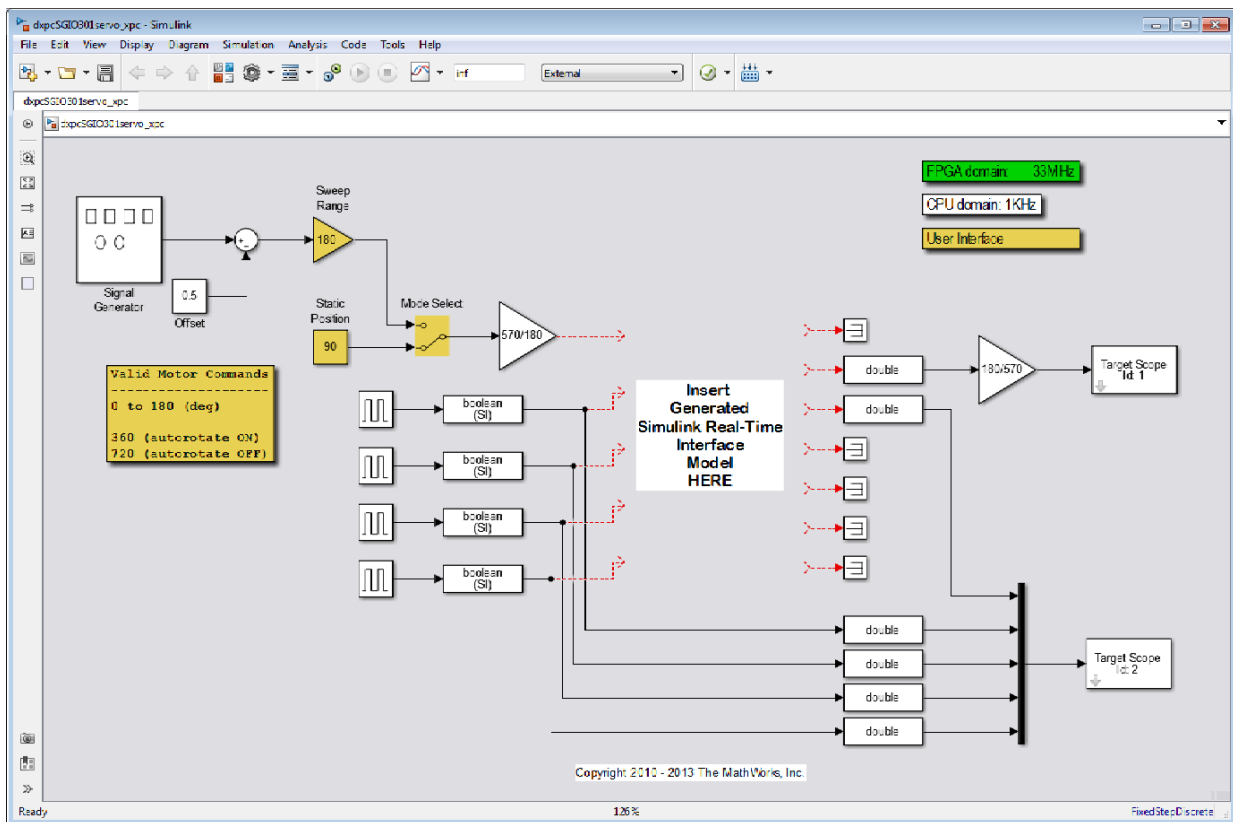 dxpcSGIO301servo_xpc - Simulink
File Edit View Display Diagram Simulation Analysis Code Tools Help
inf
External
dxpcSGIO301servo_xpc
dxpcSGIO301servo_xpc
FPGA domain: 33MHz
CPU domain: 1KHz
User Interface
Signal
Generator
0.5
Offset
Sweep
Range
180
Static
Postion
90
Mode Select
570/180
Valid Motor Commands
---------------------
0 to 180 (deg)
360 (autorotate ON)
720 (autorotate OFF)
boolean
(SI)
boolean
(SI)
boolean
(SI)
boolean
(SI)
Insert
Generated
Simulink Real-Time
Interface
Model
HERE
double
double
180/570
Target Scope
Id: 1
double
double
double
double
Target Scope
Id: 2
Copyright 2010 - 2013 The MathWorks, Inc.
Ready
126%
FixedStepDiscrete